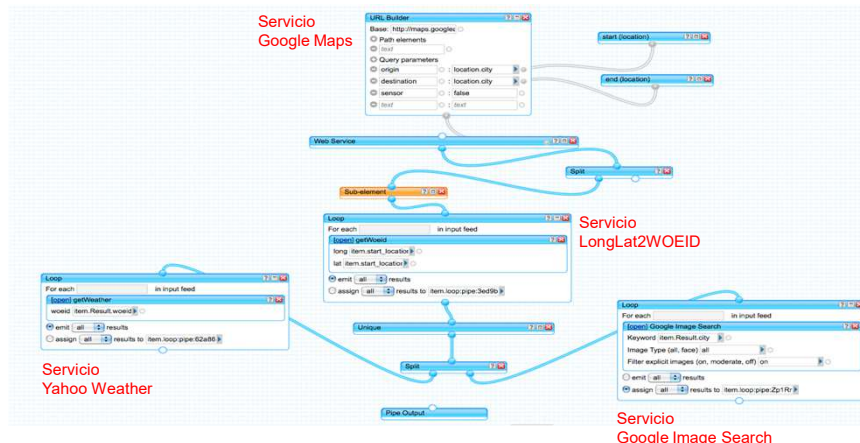 Servicio
Google Maps
URL Builder
Base: http://maps.googlea
Path elements
text
Query parameters
origin : location.city
destination : location.city
sensor : false
text : text
start (location)
end (location)
Web Service
Split
Sub-element
Loop
For each in input feed
[open] getWoeid
long item.start_location
lat item.start_location
emit all results
assign all results to item.loop:pipe:3ed9b
Servicio
LongLat2WOEID
Loop
For each in input feed
[open] getWeather
woeid item.Result.woeid
emit all results
assign all results to item.loop:pipe:62a86
Servicio
Yahoo Weather
Unique
Split
Pipe Output
Loop
For each in input feed
[open] Google Image Search
Keyword item.Result.city
Image Type (all, face) all
Filter explicit images (on, moderate, off) on
emit all results
assign all results to item.loop:pipe:Zp1Rr
Servicio
Google Image Search